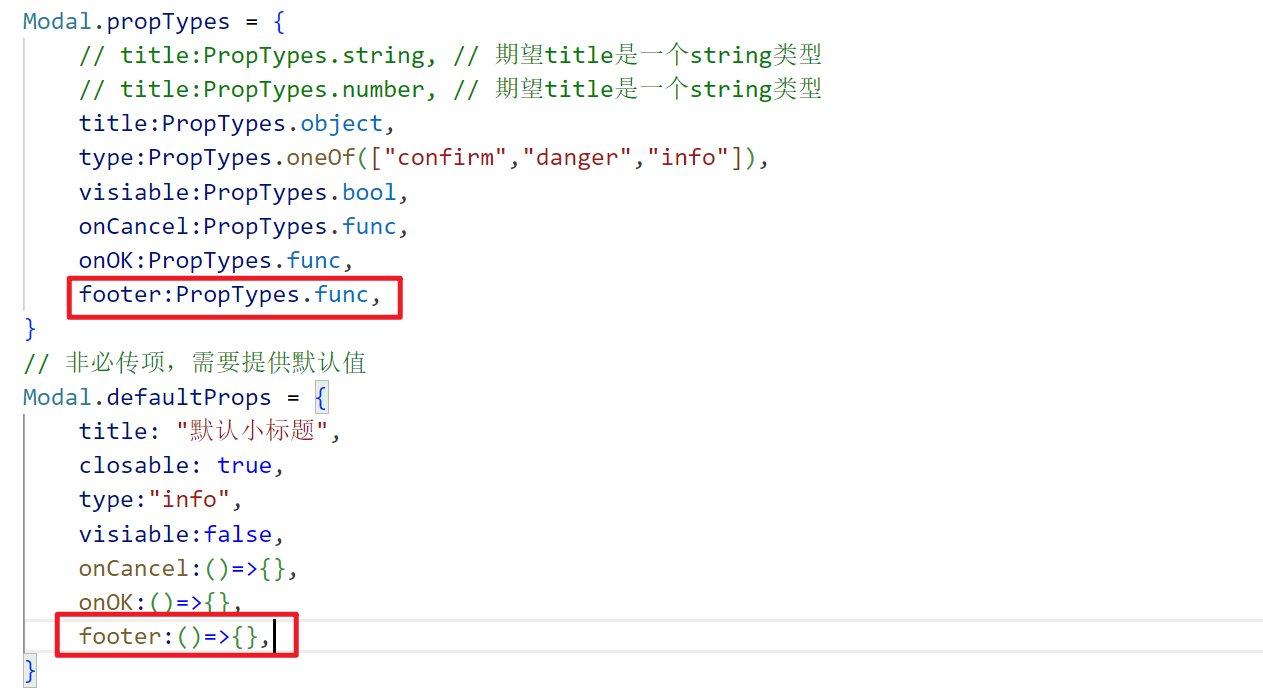 Modal.propTypes = {
// title:PropTypes.string, // 期望title是一个string类型
// title:PropTypes.number, // 期望title是一个string类型
title:PropTypes.object,
type:PropTypes.oneOf(["confirm","danger","info"]),
visiable:PropTypes.bool,
onCancel:PropTypes.func,
onOK:PropTypes.func,
footer:PropTypes.func,
}
// 非必传项，需要提供默认值
Modal.defaultProps = {
title: "默认小标题",
closable: true,
type:"info",
visiable:false,
onCancel:()=>{},
onOK:()=>{},
footer:()=>{},
}